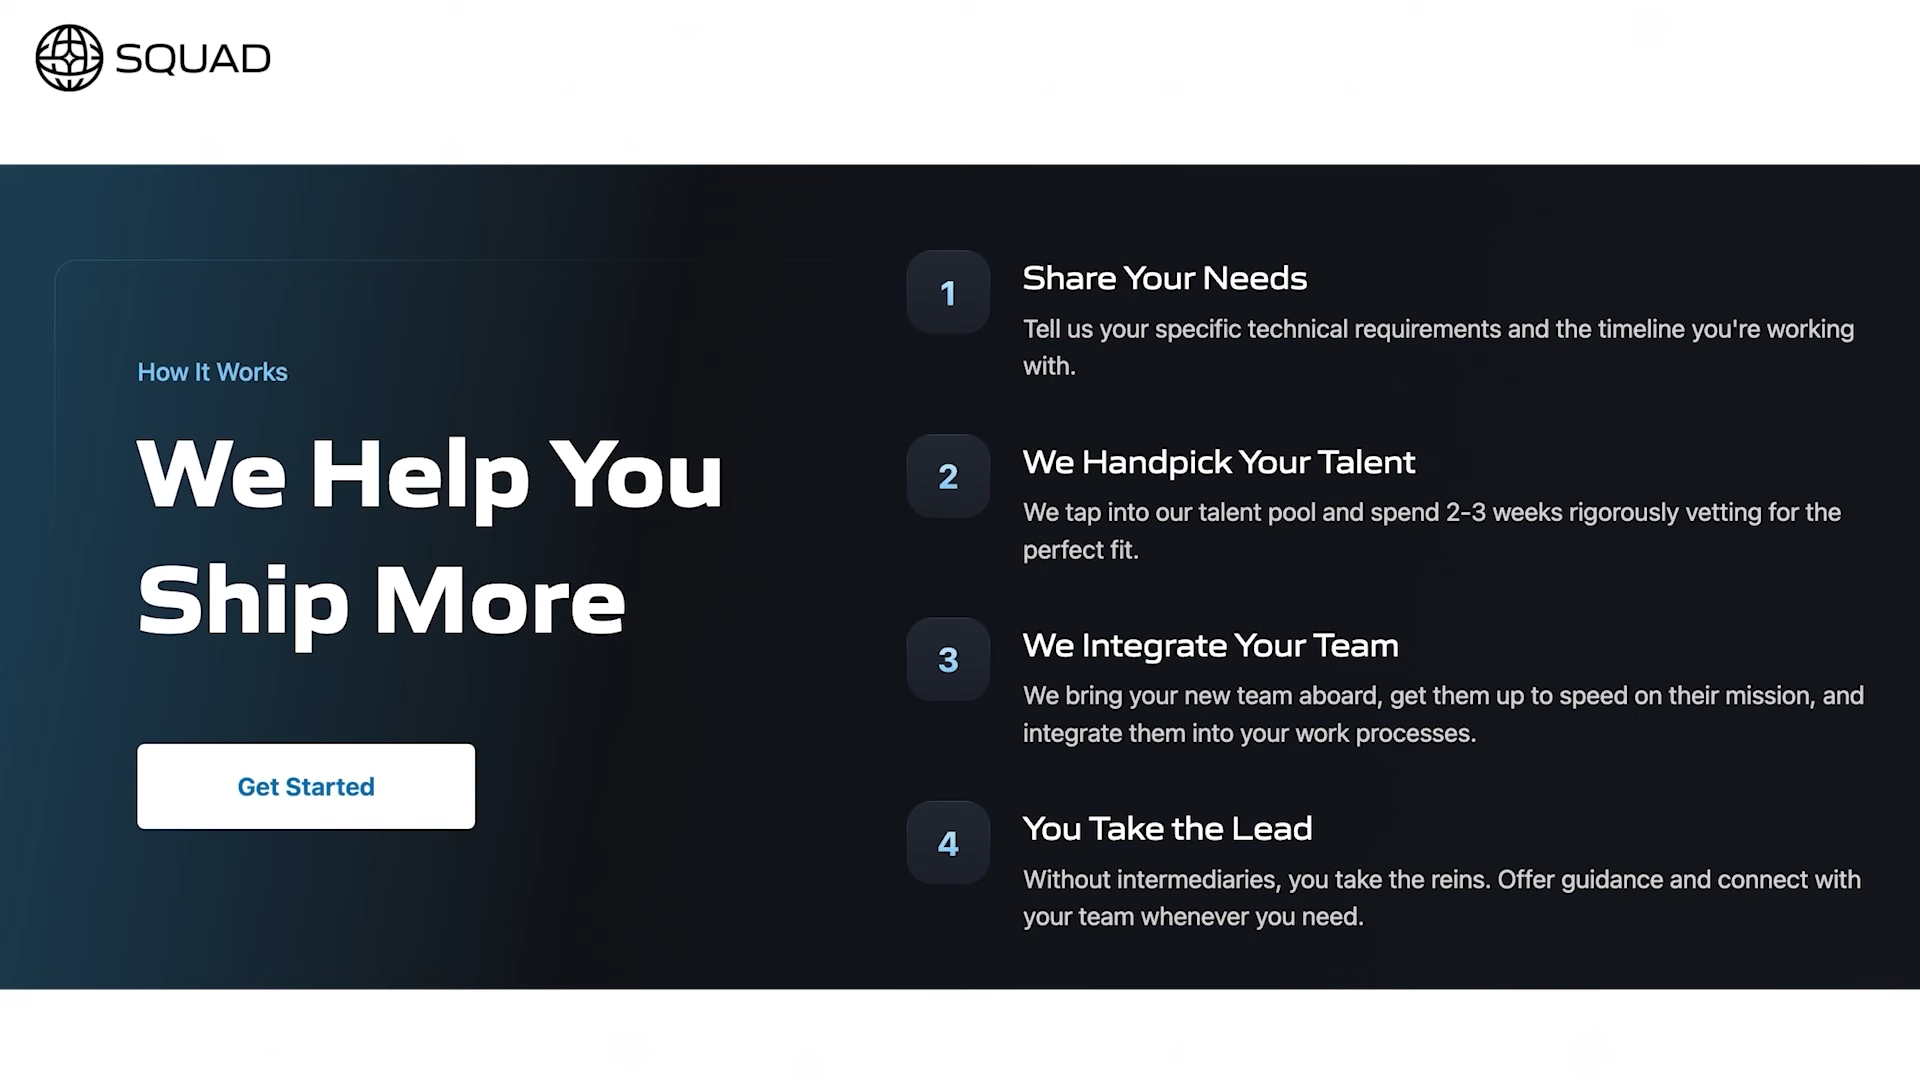 SQUAD
How It Works
We Help You
Ship More
Get Started
1
Share Your Needs
Tell us your specific technical requirements and the timeline you're working
with.
2
We Handpick Your Talent
We tap into our talent pool and spend 2-3 weeks rigorously vetting for the
perfect fit.
3
We Integrate Your Team
We bring your new team aboard, get them up to speed on their mission, and
integrate them into your work processes.
4
You Take the Lead
Without intermediaries, you take the reins. Offer guidance and connect with
your team whenever you need.